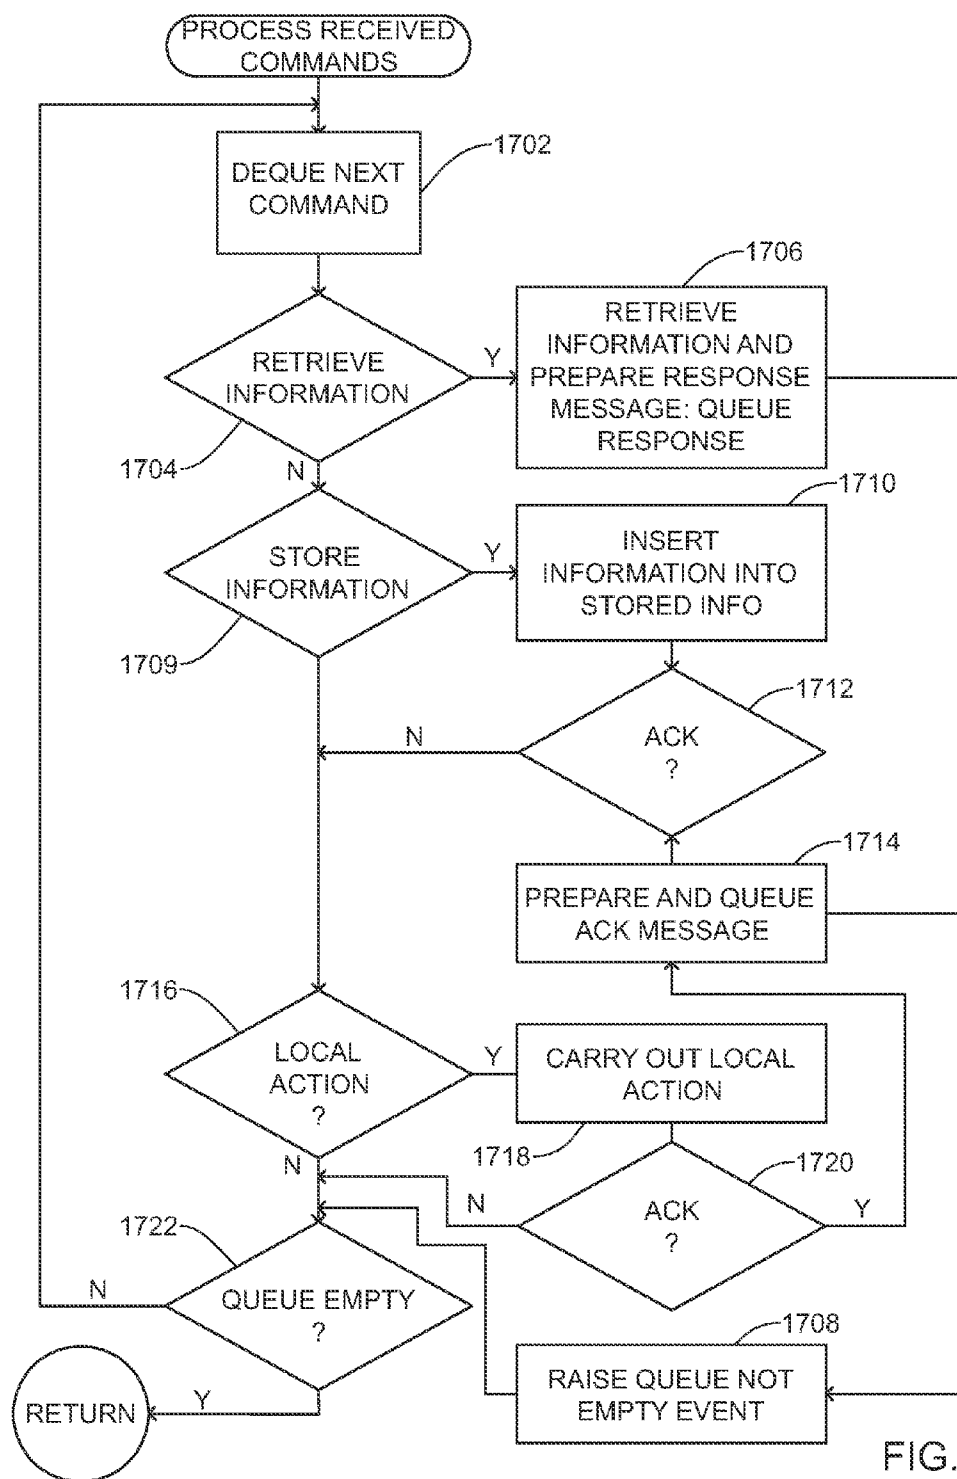 PROCESS RECEIVED
COMMANDS
1702
DEQUE NEXT
COMMAND
1706
RETRIEVE
INFORMATION AND
PREPARE RESPONSE
MESSAGE: QUEUE
RESPONSE
RETRIEVE
INFORMATION
Y
1704
N
1710
INSERT
INFORMATION INTO
STORED INFO
STORE
INFORMATION
Y
1709
1712
ACK
?
N
1714
PREPARE AND QUEUE
ACK MESSAGE
1716
LOCAL
ACTION
?
Y
CARRY OUT LOCAL
ACTION
1718
N
1720
ACK
?
N
Y
1722
QUEUE EMPTY
?
N
1708
RAISE QUEUE NOT
EMPTY EVENT
Y
RETURN
FIG.